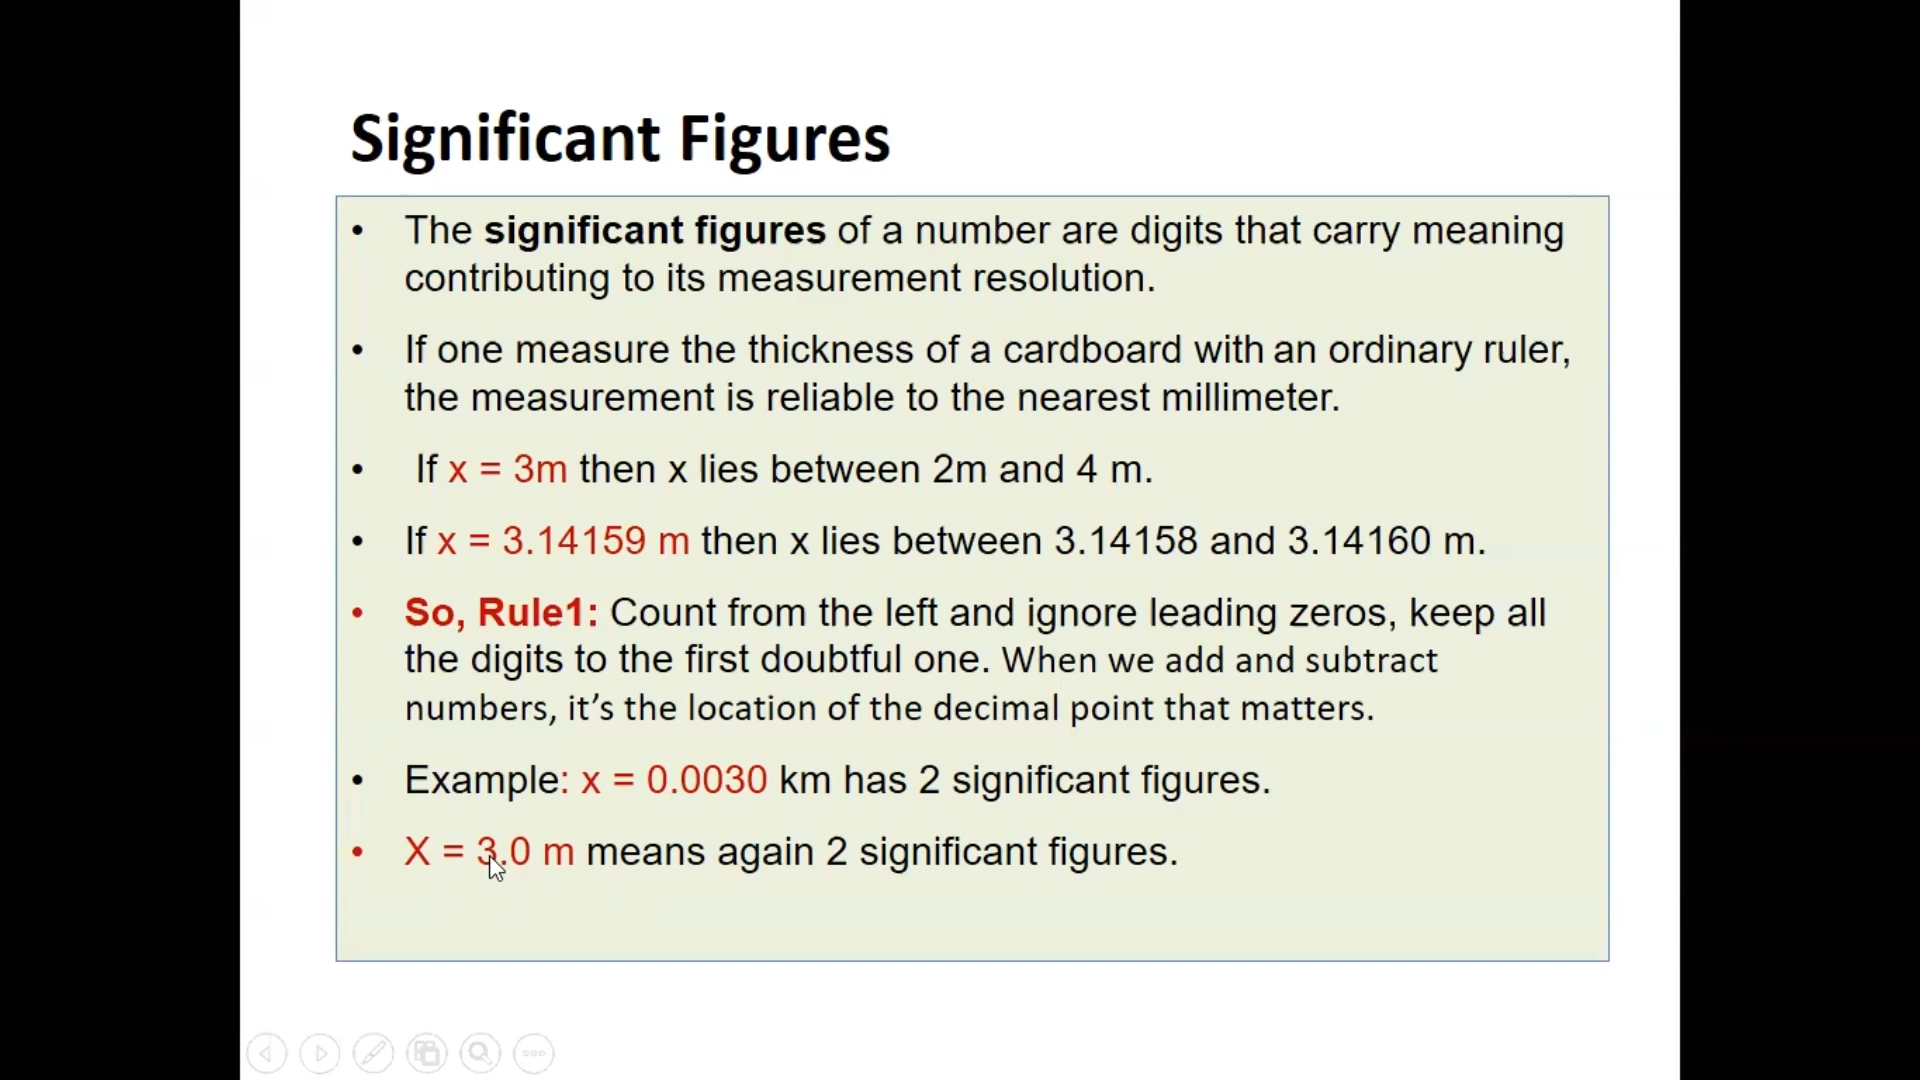 Significant Figures
• The significant figures of a number are digits that carry meaning
contributing to its measurement resolution.
• If one measure the thickness of a cardboard with an ordinary ruler,
the measurement is reliable to the nearest millimeter.
• If x = 3m then x lies between 2m and 4 m.
• If x = 3.14159 m then x lies between 3.14158 and 3.14160 m.
• So, Rule1: Count from the left and ignore leading zeros, keep all
the digits to the first doubtful one. When we add and subtract
numbers, it’s the location of the decimal point that matters.
• Example: x = 0.0030 km has 2 significant figures.
• X = 3.0 m means again 2 significant figures.